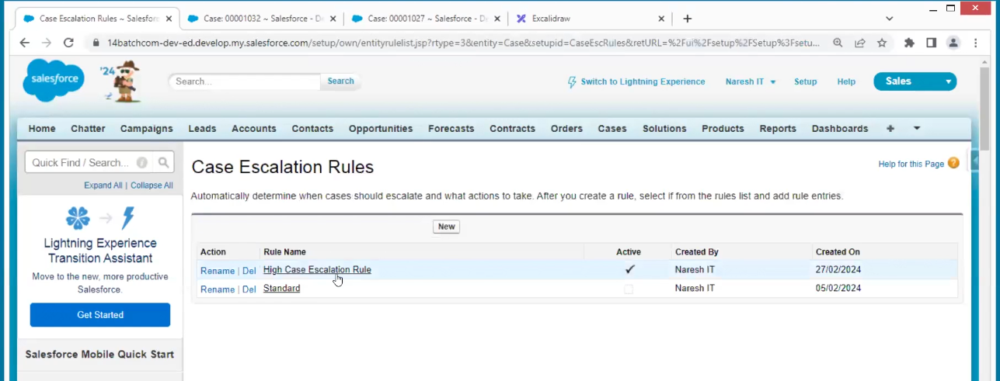 Case Escalation Rules ~ Salesforc
Case: 00001032 ~ Salesforce - De
Case: 00001027 ~ Salesforce - De
Excalidraw
14batchcom-dev-ed.develop.my.salesforce.com/setup/own/entityrulelist.jsp?rtype=3&entity=Case&setupid=CaseEscRules&retURL=%2Fui%2Fsetup%2FSetup%3Fsetu...
salesforce
'24
Search...
Search
Switch to Lightning Experience
Naresh IT
Setup
Help
Sales
Home Chatter Campaigns Leads Accounts Contacts Opportunities Forecasts Contracts Orders Cases Solutions Products Reports Dashboards +
Quick Find / Search...
Expand All | Collapse All
Lightning Experience
Transition Assistant
Move to the new, more productive
Salesforce.
Get Started
Salesforce Mobile Quick Start
Case Escalation Rules
Help for this Page
Automatically determine when cases should escalate and what actions to take. After you create a rule, select if from the rules list and add rule entries.
New
Action Rule Name Active Created By Created On
Rename | Del High Case Escalation Rule Naresh IT 27/02/2024
Rename | Del Standard Naresh IT 05/02/2024